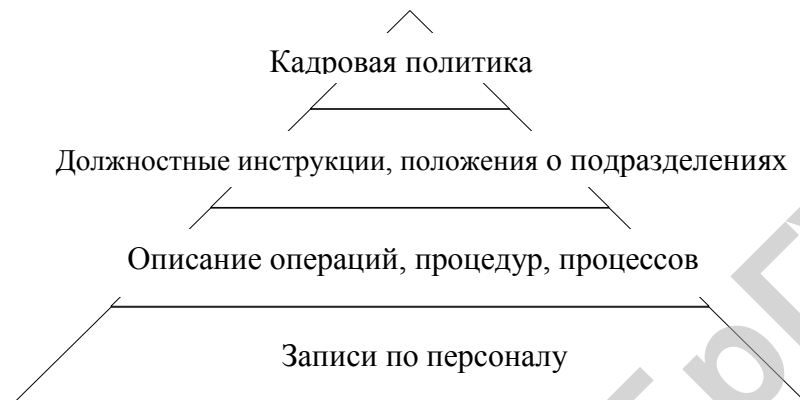 Кадровая политика
Должностные инструкции, положения о подразделениях
Описание операций, процедур, процессов
Записи по персоналу